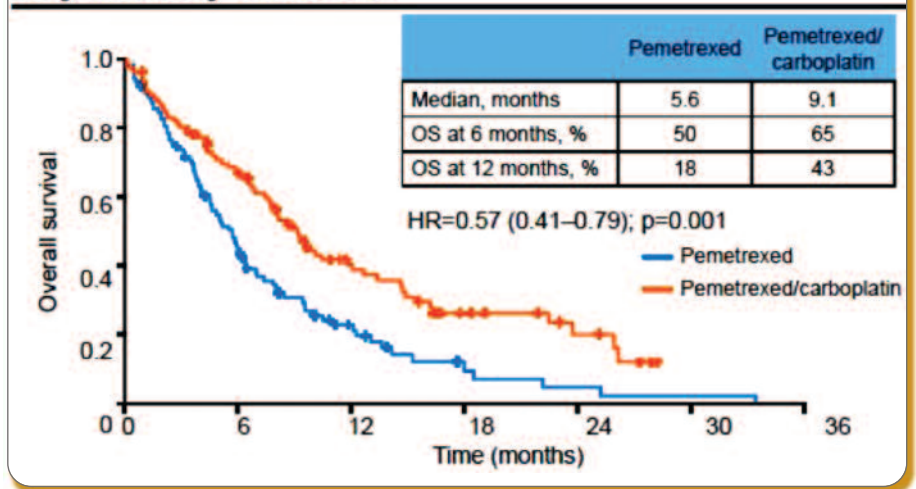 Pemetrexed
Pemetrexed/
carboplatin
Median, months 5.6 9.1
OS at 6 months, % 50 65
OS at 12 months, % 18 43
HR=0.57 (0.41–0.79); p=0.001
Pemetrexed
Pemetrexed/carboplatin
Overall survival
1.0
0.8
0.6
0.4
0.2
0
0 6 12 18 24 30 36
Time (months)